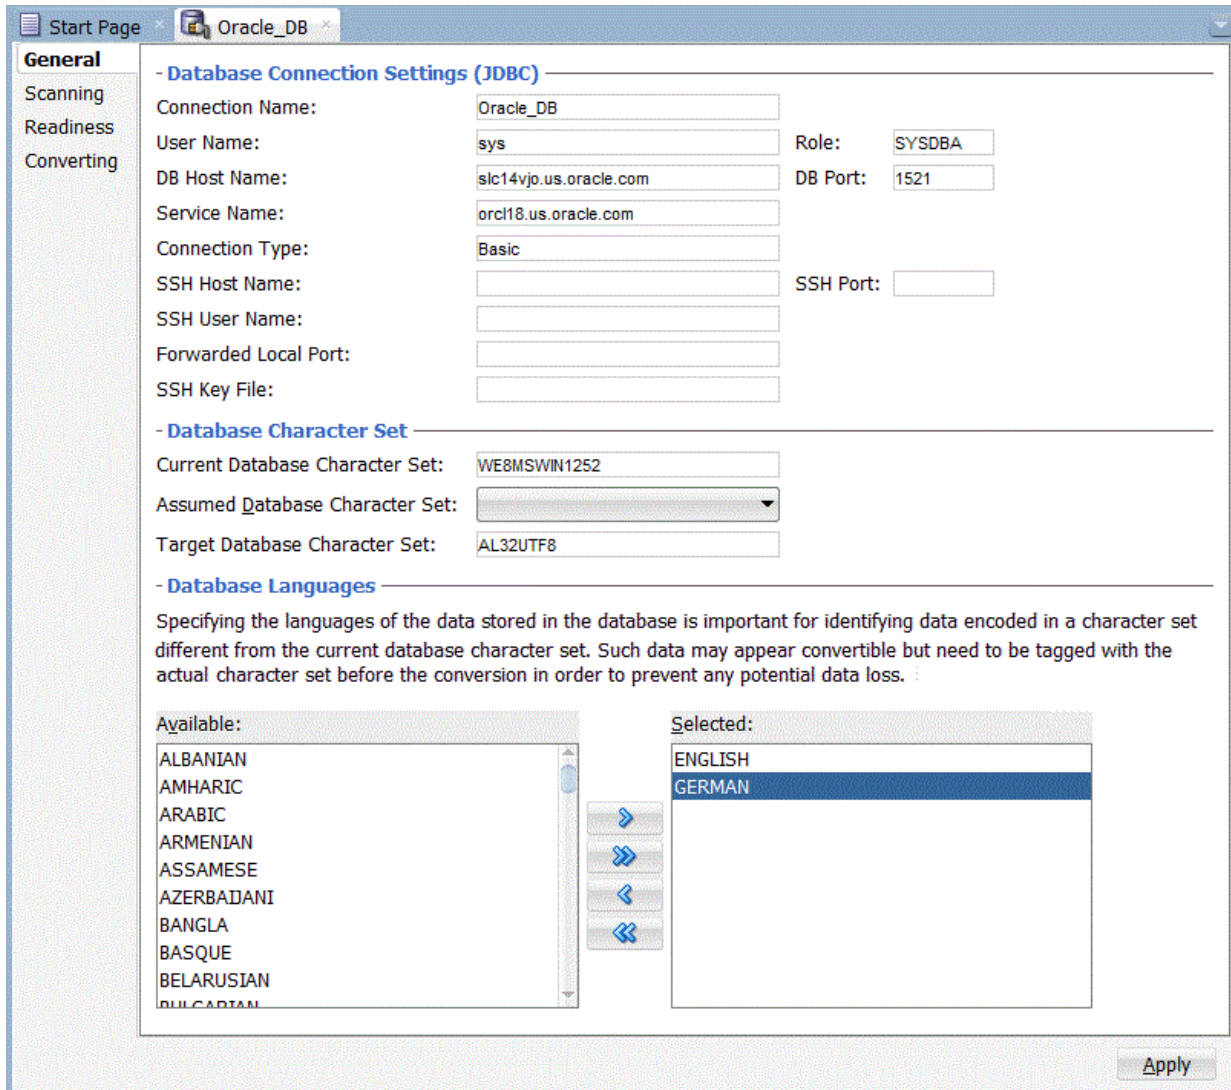 Start Page
Oracle_DB
General
Scanning
Readiness
Converting
Database Connection Settings (JDBC)
Connection Name: Oracle_DB
User Name: sys Role: SYSDBA
DB Host Name: slc14vjo.us.oracle.com DB Port: 1521
Service Name: orcl18.us.oracle.com
Connection Type: Basic
SSH Host Name: SSH Port:
SSH User Name:
Forwarded Local Port:
SSH Key File:
Database Character Set
Current Database Character Set: WE8MSWIN1252
Assumed Database Character Set:
Target Database Character Set: AL32UTF8
Database Languages
Specifying the languages of the data stored in the database is important for identifying data encoded in a character set
different from the current database character set. Such data may appear convertible but need to be tagged with the
actual character set before the conversion in order to prevent any potential data loss.
Available:
ALBANIAN
AMHARIC
ARABIC
ARMENIAN
ASSAMESE
AZERBAIJANI
BANGLA
BASQUE
BELARUSIAN
BULGARIAN
Selected:
ENGLISH
GERMAN
Apply